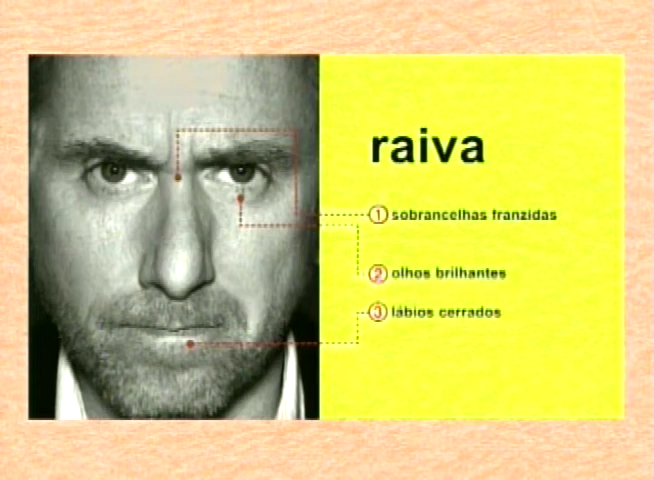 raiva
1 sobrancelhas franzidas
2 olhos brilhantes
3 lábios cerrados